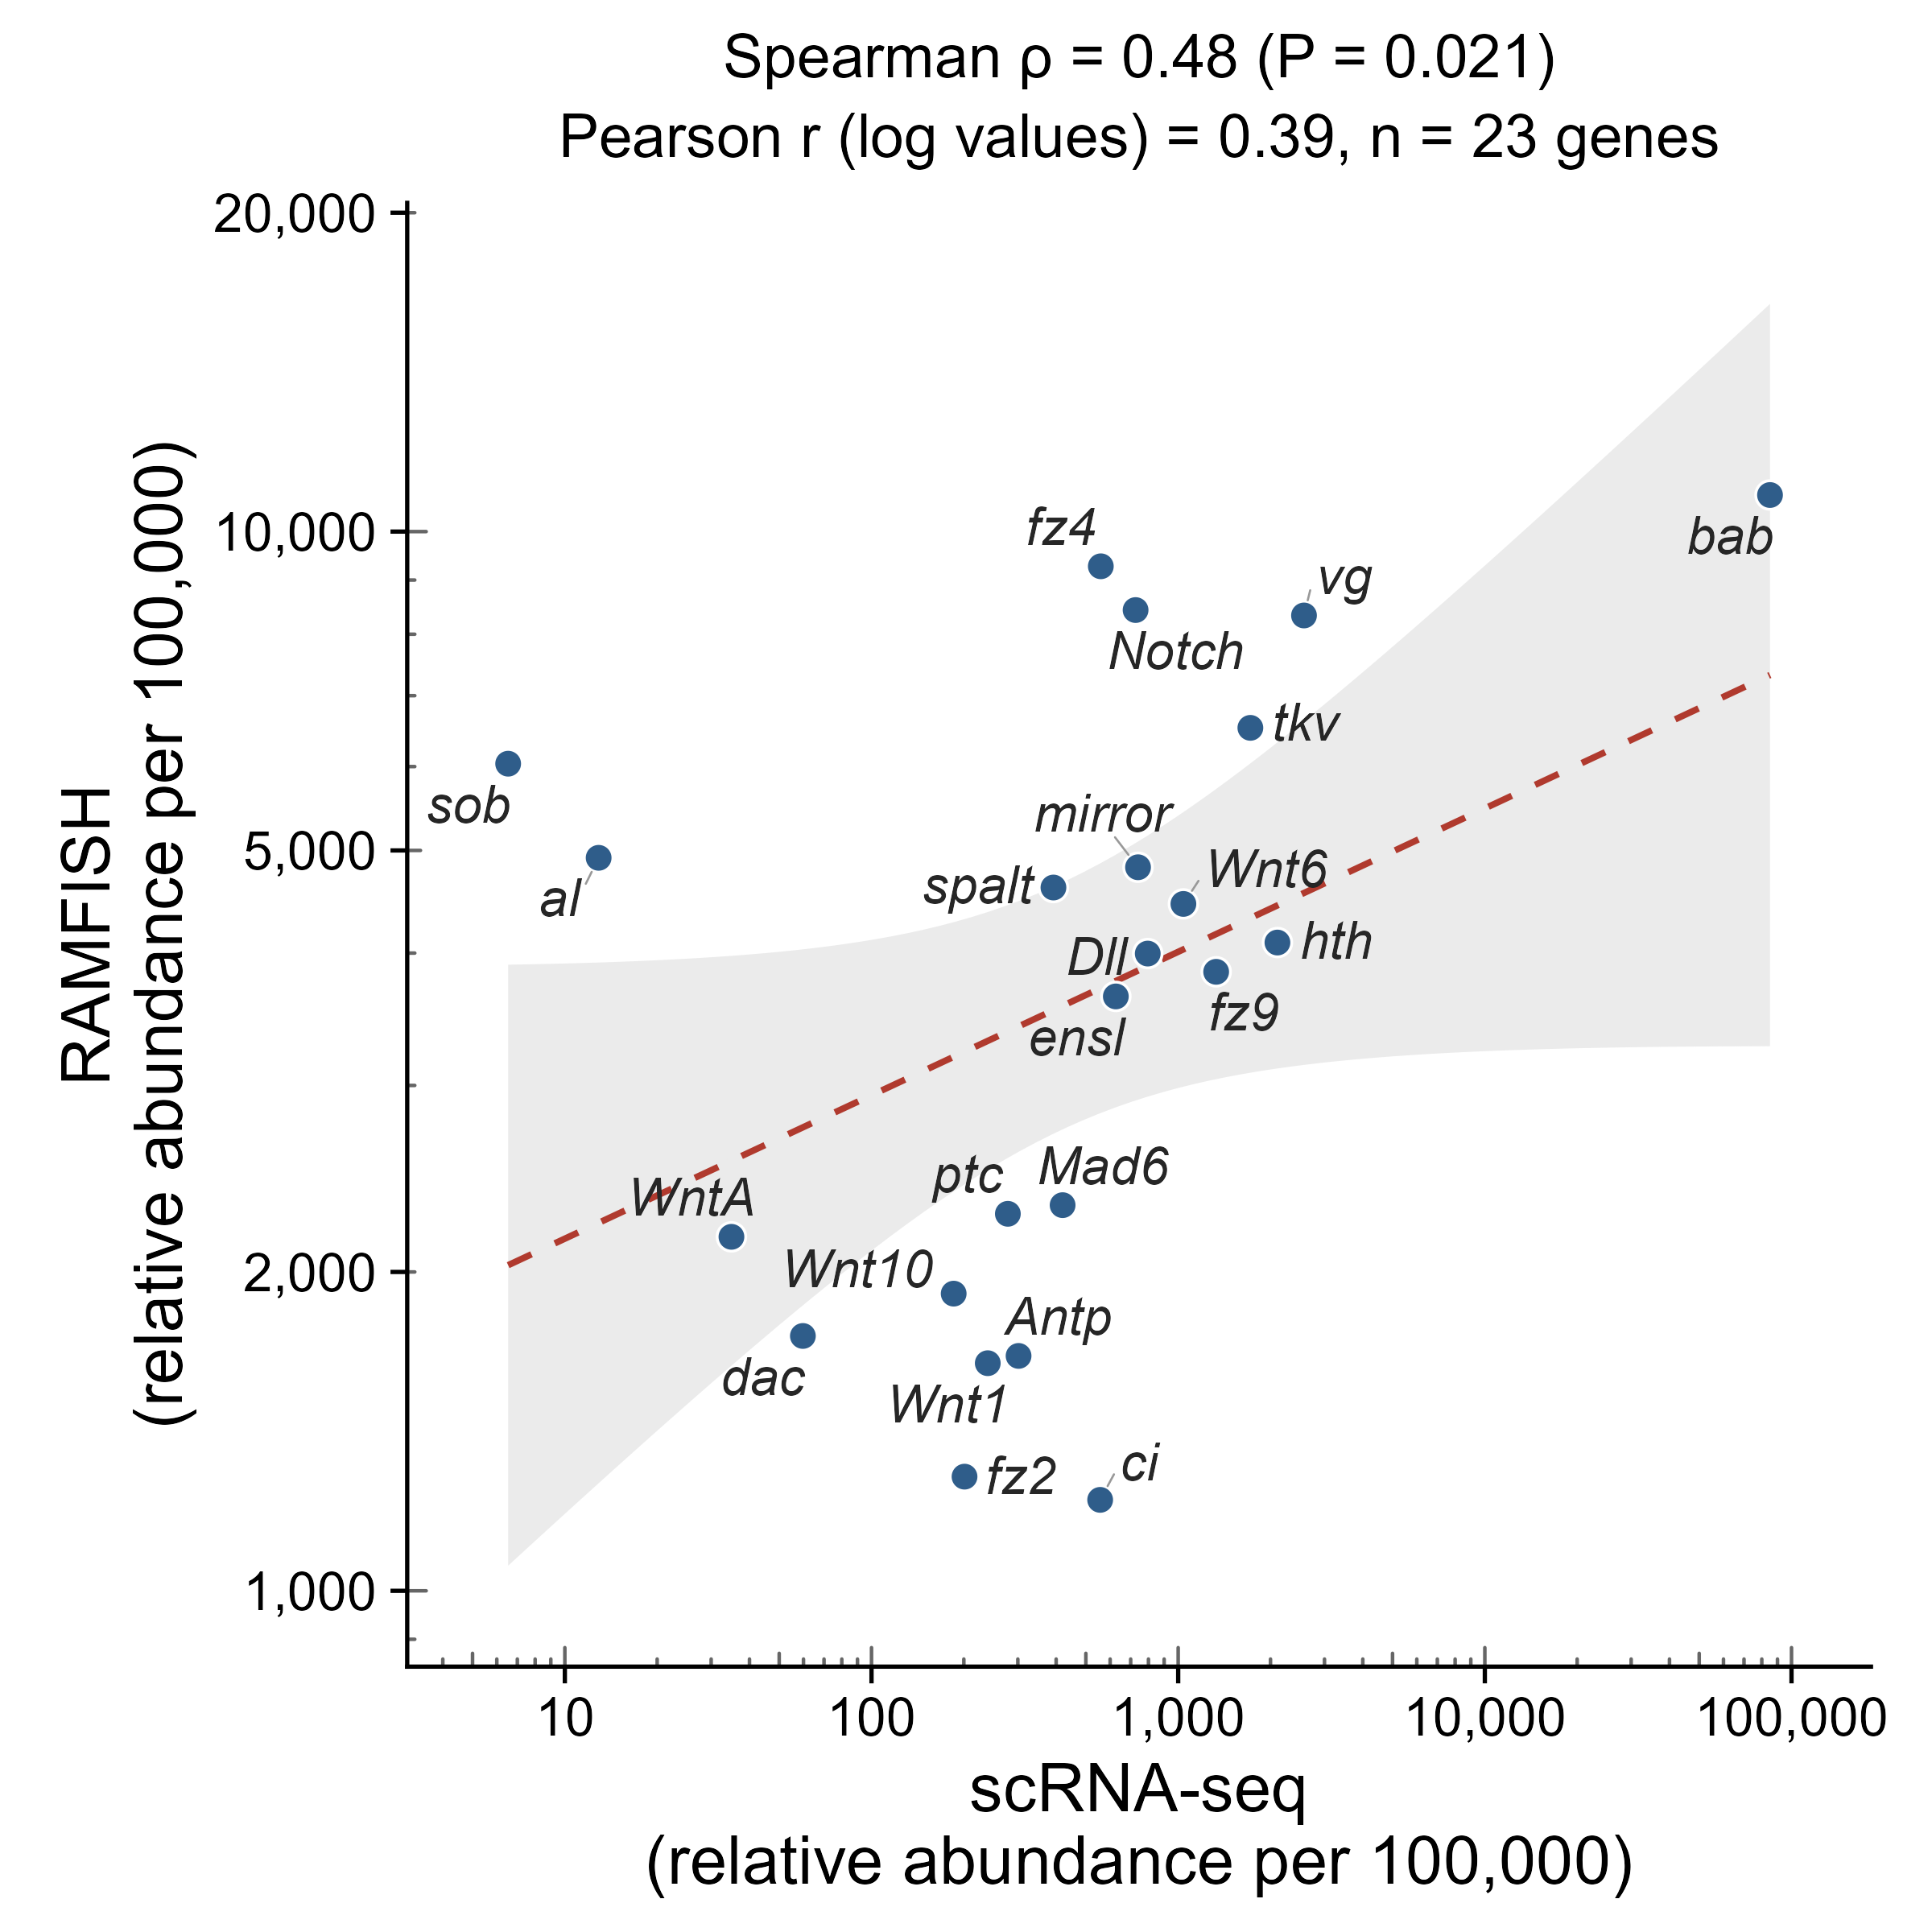 Spearman ρ = 0.48 (P = 0.021)
Pearson r (log values) = 0.39, n = 23 genes
RAMFISH
(relative abundance per 100,000)
20,000
10,000
5,000
2,000
1,000
fz4
bab
vg
Notch
tkv
sob
mirror
Wnt6
spalt
al
Dll
hth
fz9
ensl
ptc
Mad6
WntA
Wnt10
Antp
dac
Wnt1
ci
fz2
10
100
1,000
10,000
100,000
scRNA-seq
(relative abundance per 100,000)